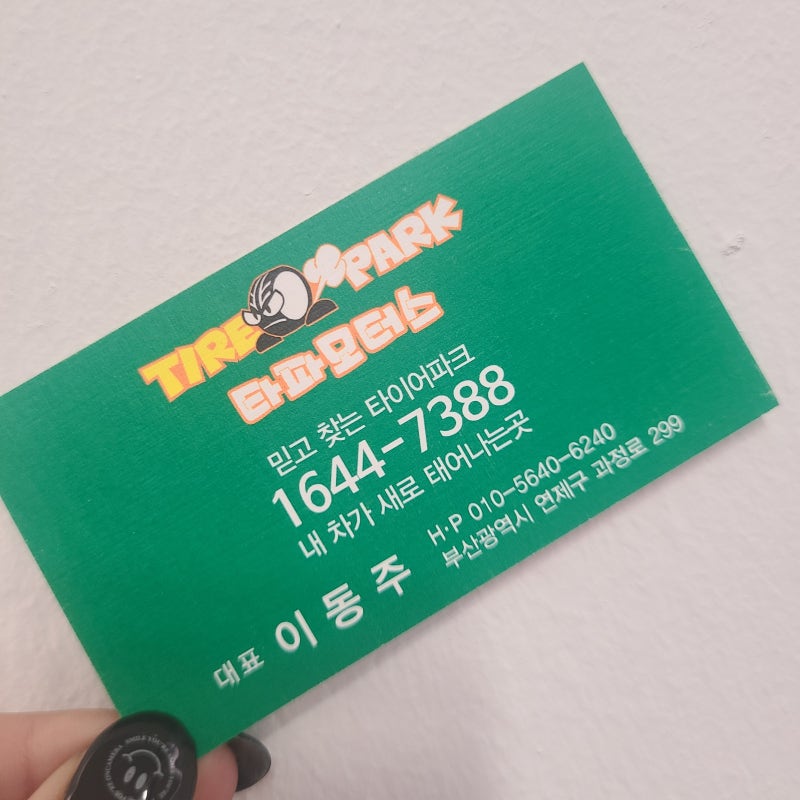 TIRE PARK
타파모터스
믿고 찾는 타이어파크
1644-7388
내 차가 새로 태어나는곳
대표 이동주
H·P 010-5640-6240
부산광역시 연제구 과정로 299